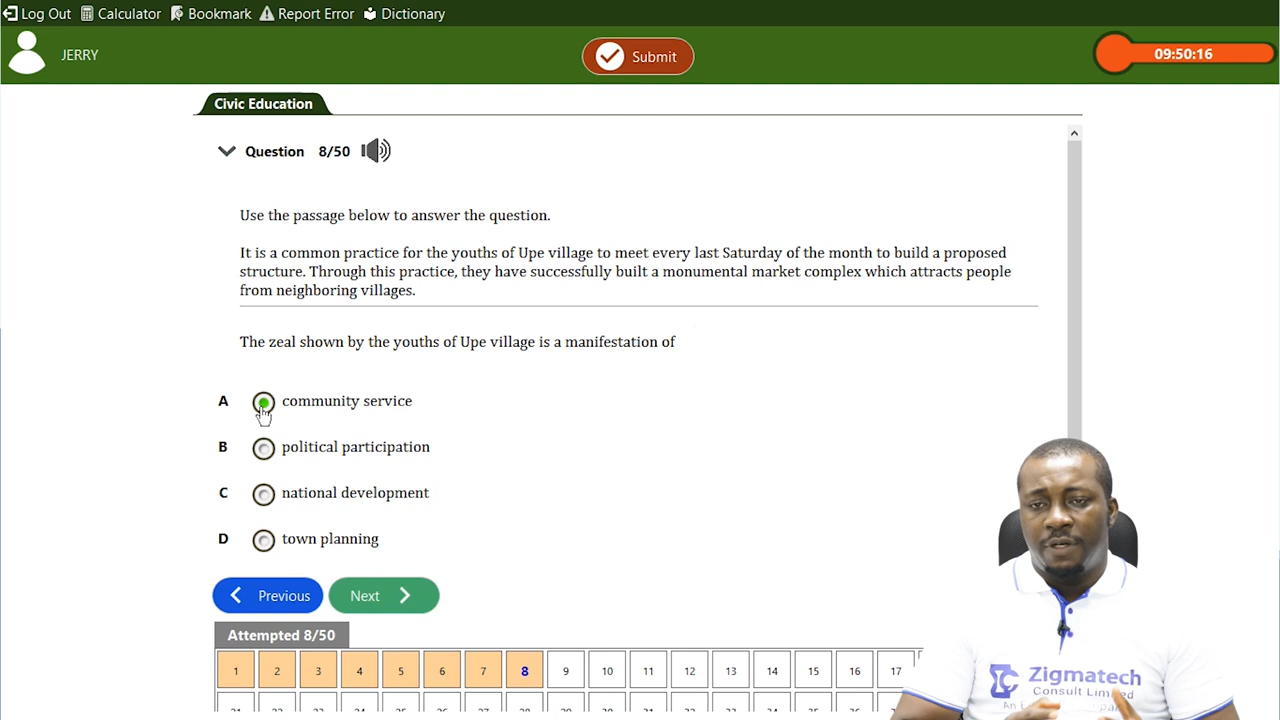 Log Out Calculator Bookmark Report Error Dictionary
JERRY
Submit
09:50:16
Civic Education
Question 8/50
Use the passage below to answer the question.
It is a common practice for the youths of Upe village to meet every last Saturday of the month to build a proposed
structure. Through this practice, they have successfully built a monumental market complex which attracts people
from neighboring villages.
The zeal shown by the youths of Upe village is a manifestation of
A community service
B political participation
C national development
D town planning
Previous Next
Attempted 8/50
1 2 3 4 5 6 7 8 9 10 11 12 13 14 15 16 17
Zigmatech
Consult Limited